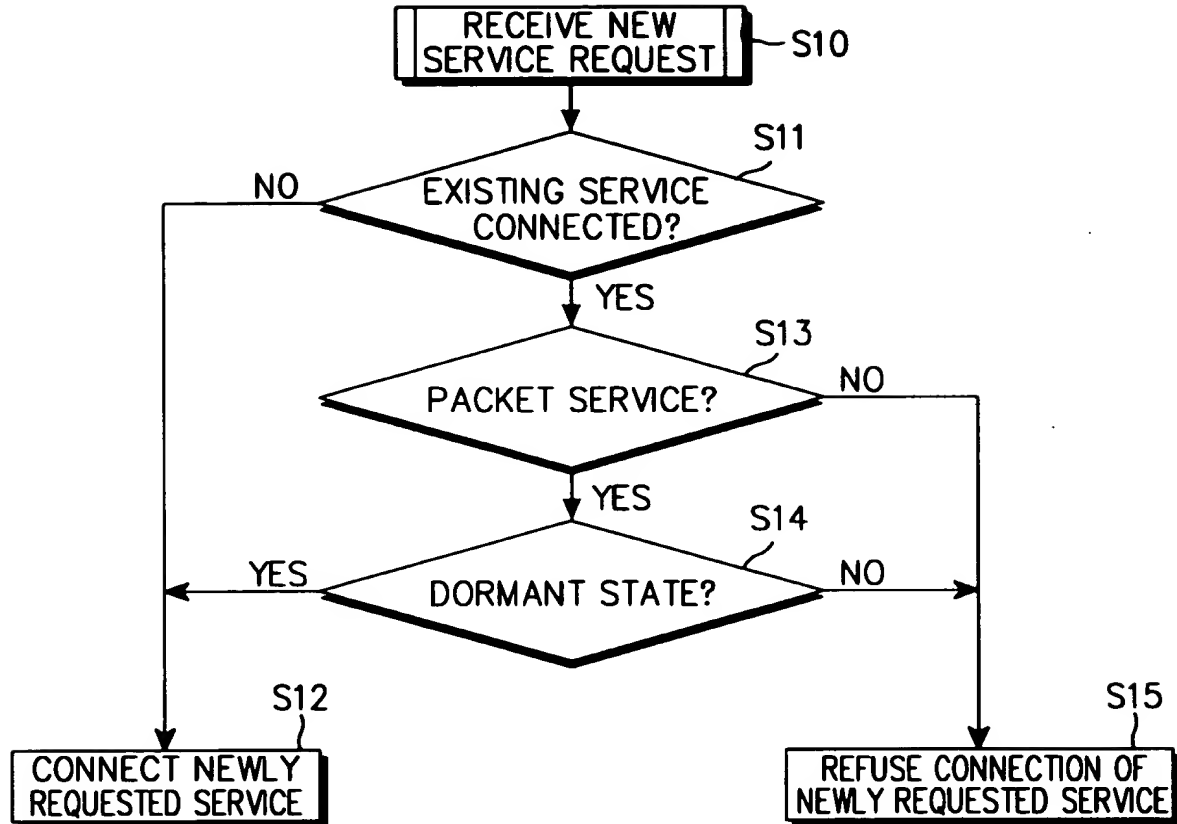 RECEIVE NEW
SERVICE REQUEST
S10
S11
EXISTING SERVICE
CONNECTED?
NO
YES
S13
PACKET SERVICE?
NO
YES
S14
DORMANT STATE?
YES
NO
S12
CONNECT NEWLY
REQUESTED SERVICE
S15
REFUSE CONNECTION OF
NEWLY REQUESTED SERVICE